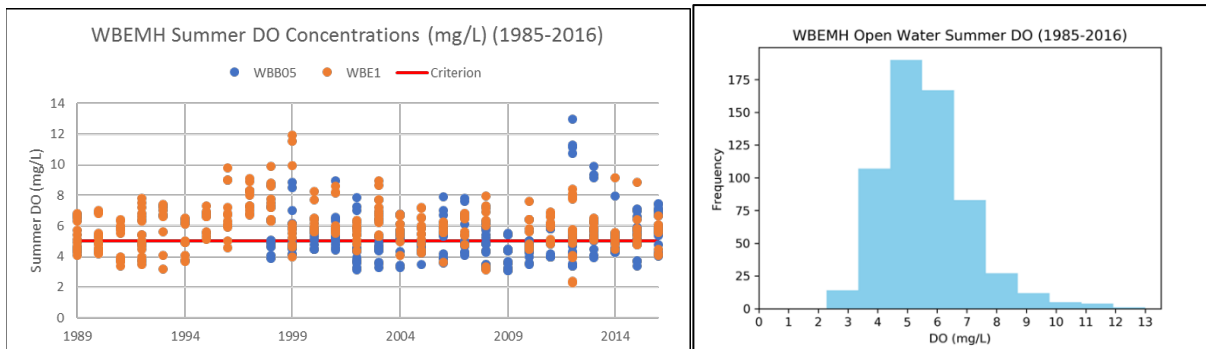 WBEMH Summer DO Concentrations (mg/L) (1985-2016)
WBB05 WBE1 Criterion
Summer DO (mg/L)
14
12
10
8
6
4
2
0
1989 1994 1999 2004 2009 2014
WBEMH Open Water Summer DO (1985-2016)
Frequency
175
150
125
100
75
50
25
0
0 1 2 3 4 5 6 7 8 9 10 11 12 13
DO (mg/L)